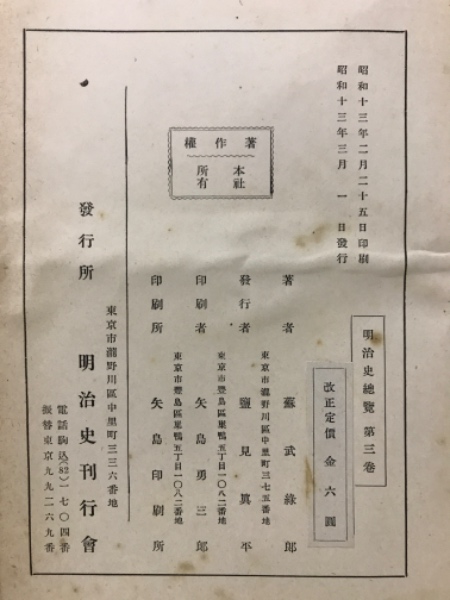 昭和十三年二月二十五日印刷
昭和十三年三月一日發行
明治史總覽 第三卷
改正定價 金六圓
著作權
本社
所有
著者 蘇武緣郎
東京市瀧野川區中里町三七五番地
發行者 鹽見眞平
東京市豊島區巢鴨五丁目一〇八二番地
印刷者 矢島勇三郎
東京市豊島區巢鴨五丁目一〇八二番地
印刷所 矢島印刷所
東京市瀧野川區中里町三三六番地
發行所 明治史刊行會
電話駒込(82)一七〇四番
振替東京九九二六九番